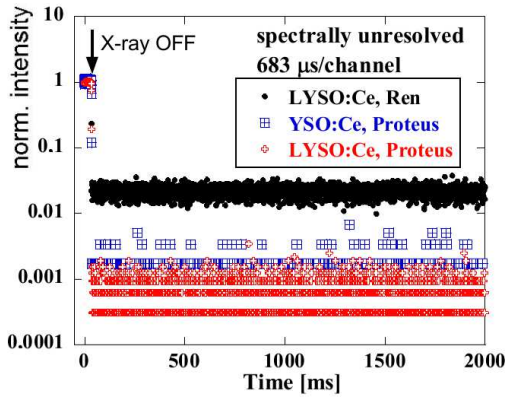 X-ray OFF
spectrally unresolved
683 μs/channel
LYSO:Ce, Ren
YSO:Ce, Proteus
LYSO:Ce, Proteus
norm. intensity
10
1
0.1
0.01
0.001
0.0001
0 500 1000 1500 2000
Time [ms]